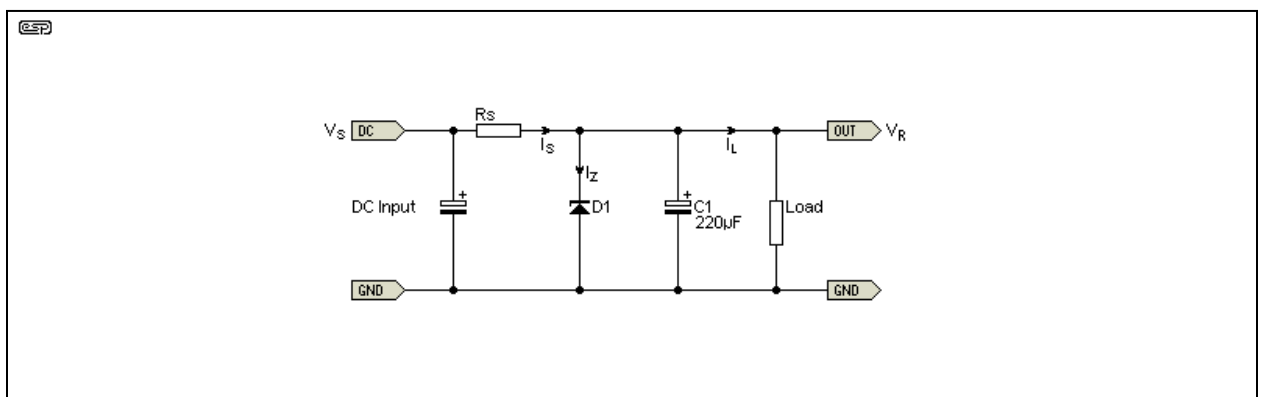 esp
Rs
VS DC
IS
IL
OUT VR
IZ
DC Input
D1
C1
220µF
Load
GND
GND